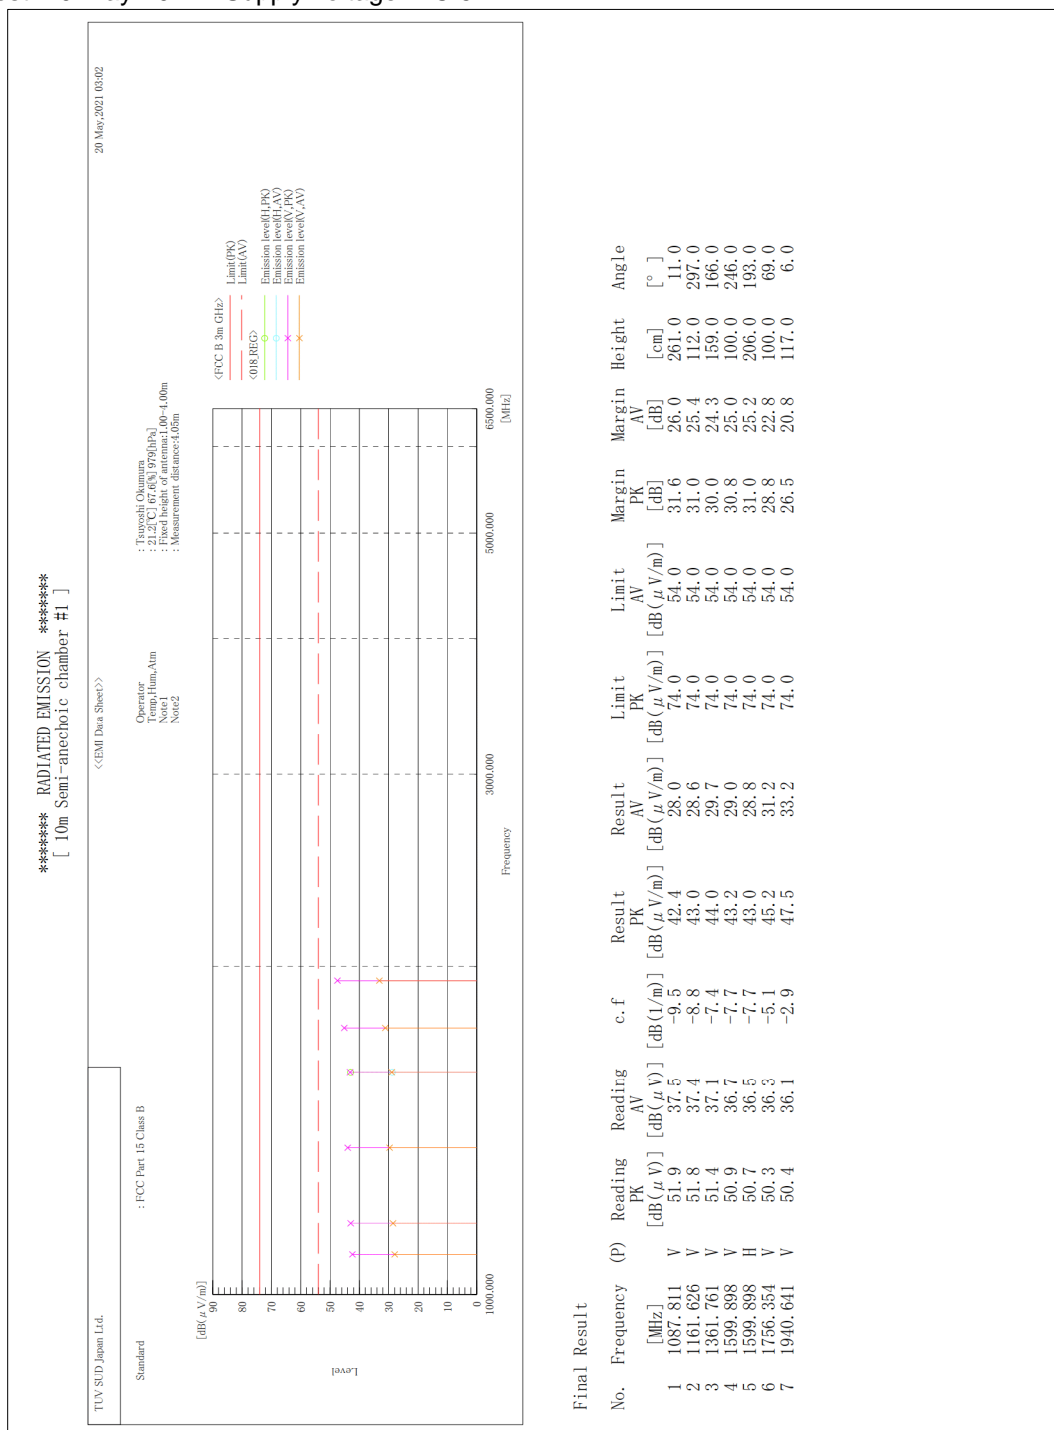 ******* RADIATED EMISSION *******
[ 10m Semi-anechoic chamber #1 ]
TUV SUD Japan Ltd.
<<EMI Data Sheet>>
20 May,2021 03:02
Standard : FCC Part 15 Class B
Operator : Tsuyoshi Okumura
Temp,Hum,Atm : 21.2[℃] 67.6[%] 979[hPa]
Note1 : Fixed height of antenna:1.00-4.00m
Note2 : Measurement distance:4.05m
<FCC B 3m GHz>
Limit(PK)
Limit(AV)
<018_REG>
Emission level(H,PK)
Emission level(H,AV)
Emission level(V,PK)
Emission level(V,AV)
[dB(μV/m)]
90
80
70
60
50
40
30
20
10
0
Level
1000.000 3000.000 5000.000 6500.000
Frequency [MHz]
Final Result
No. Frequency (P) Reading Reading c.f Result Result Limit Limit Margin Margin Height Angle
PK AV PK AV PK AV PK AV
[MHz] [dB(μV)] [dB(μV)] [dB(1/m)] [dB(μV/m)] [dB(μV/m)] [dB(μV/m)] [dB(μV/m)] [dB] [dB] [cm] [°]
1 1087.811 V 51.9 37.5 -9.5 42.4 28.0 74.0 54.0 31.6 26.0 261.0 11.0
2 1161.626 V 51.8 37.4 -8.8 43.0 28.6 74.0 54.0 31.0 25.4 112.0 297.0
3 1361.761 V 51.4 37.1 -7.4 44.0 29.7 74.0 54.0 30.0 24.3 159.0 166.0
4 1599.898 V 50.9 36.7 -7.7 43.2 29.0 74.0 54.0 30.8 25.0 100.0 246.0
5 1599.898 H 50.7 36.5 -7.7 43.0 28.8 74.0 54.0 31.0 25.2 206.0 193.0
6 1756.354 V 50.3 36.3 -5.1 45.2 31.2 74.0 54.0 28.8 22.8 100.0 69.0
7 1940.641 V 50.4 36.1 -2.9 47.5 33.2 74.0 54.0 26.5 20.8 117.0 6.0